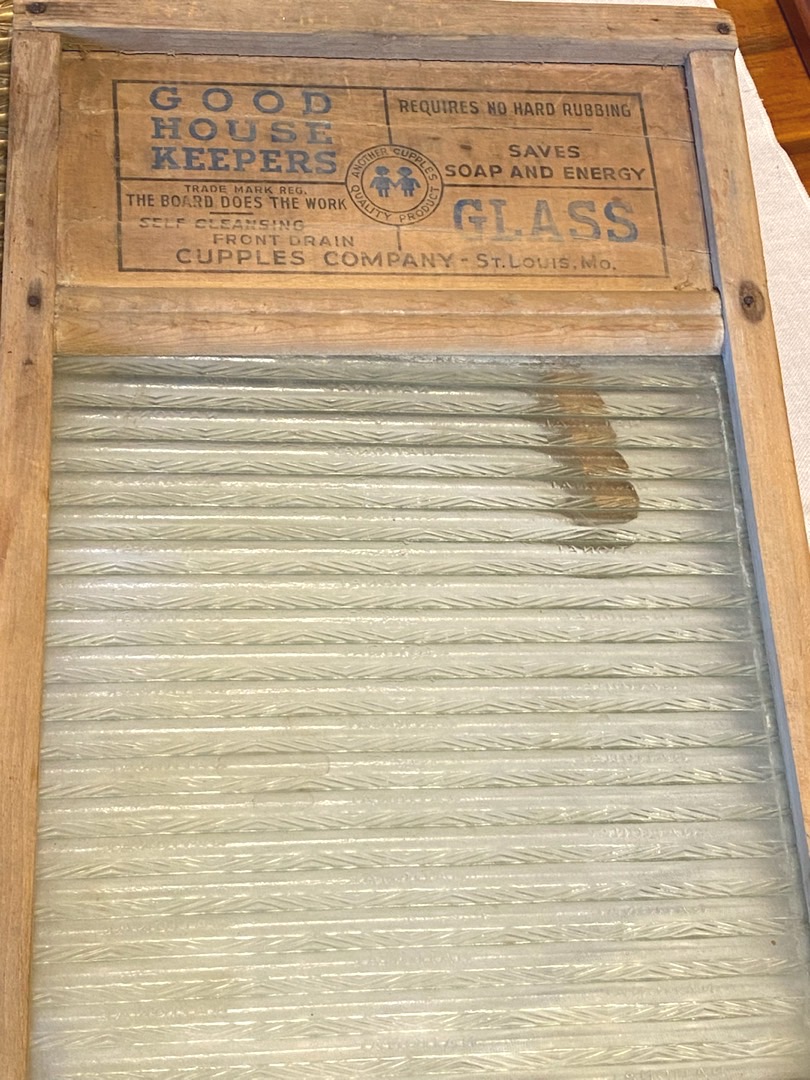 GOOD
HOUSE
KEEPERS
TRADE MARK REG.
THE BOARD DOES THE WORK
SELF CLEANSING
FRONT DRAIN
ANOTHER CUPPLES
QUALITY PRODUCT
REQUIRES NO HARD RUBBING
SAVES
SOAP AND ENERGY
GLASS
CUPPLES COMPANY - ST. LOUIS, MO.